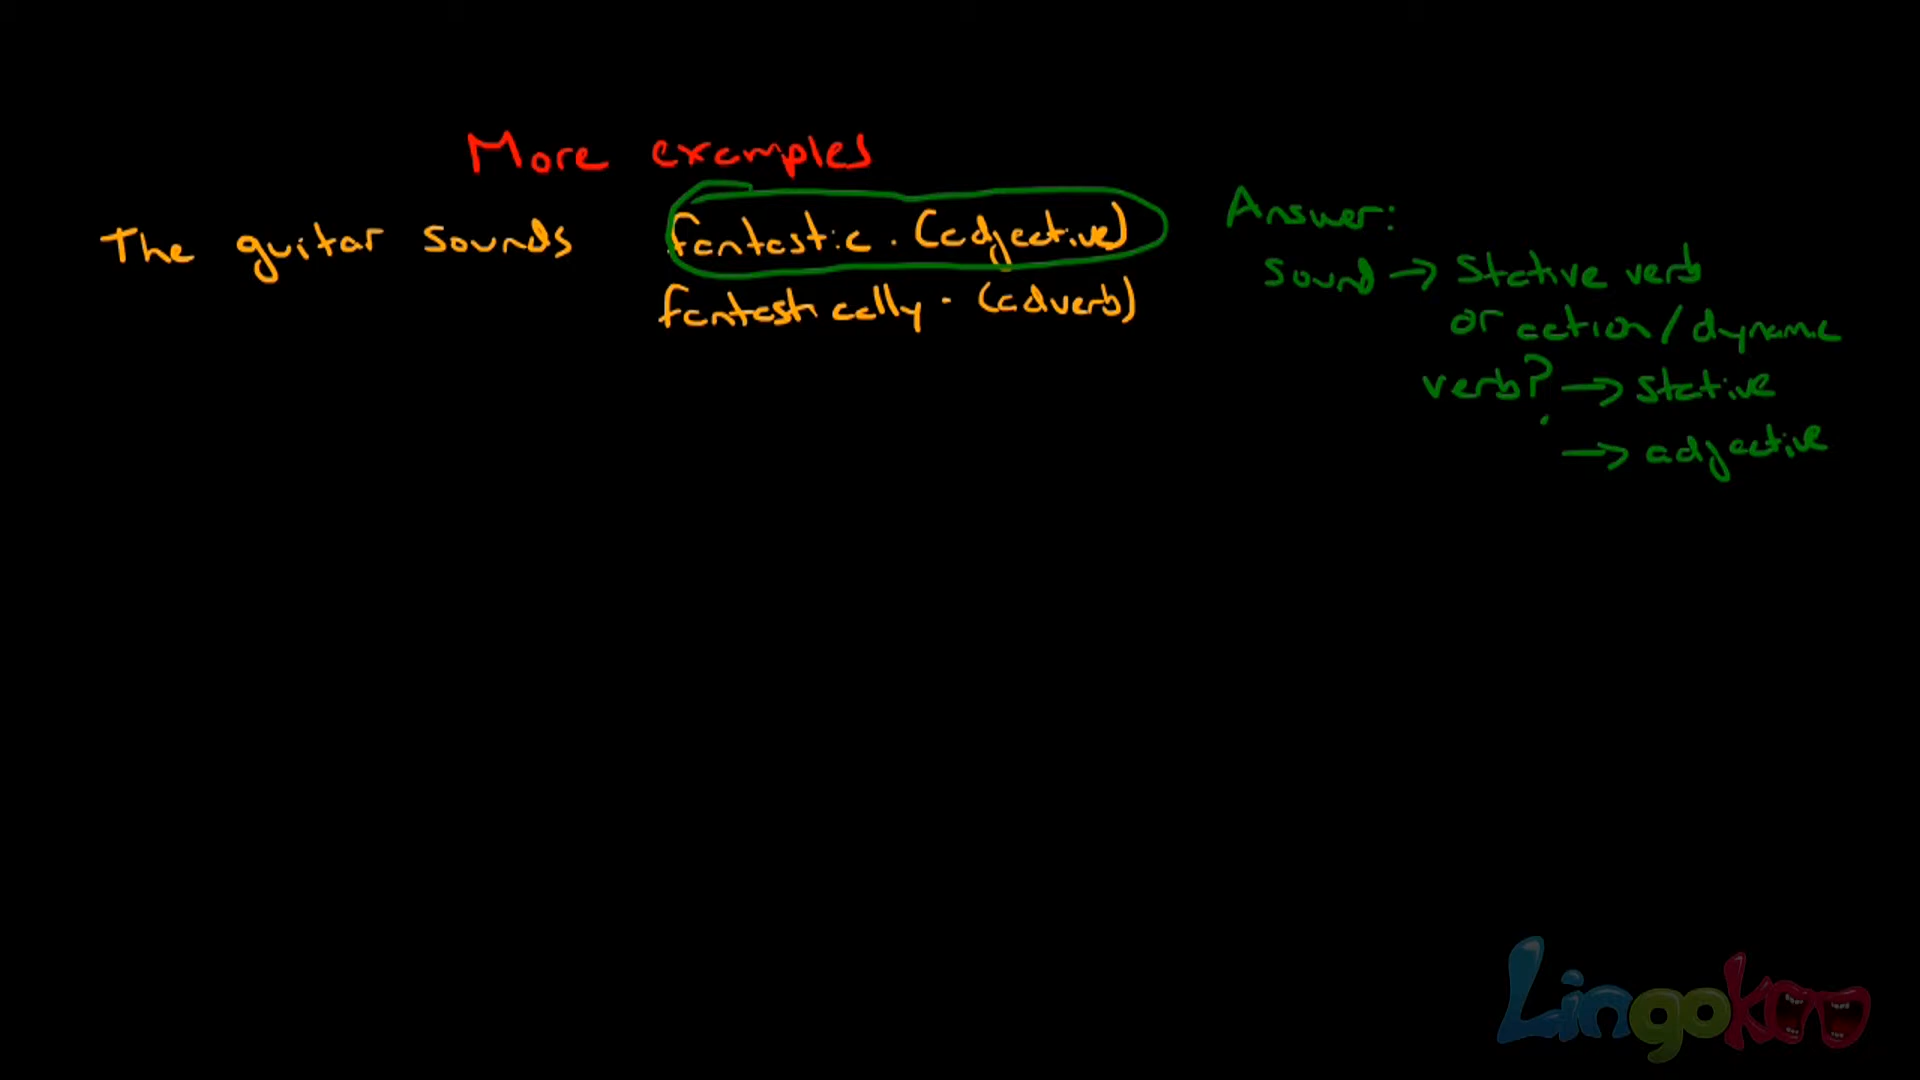 More examples
The guitar sounds fantastic. (adjective)
fantastically. (adverb)
Answer:
sound → Stative verb
or action/dynamic
verb? → stative
→ adjective
Lingokoo